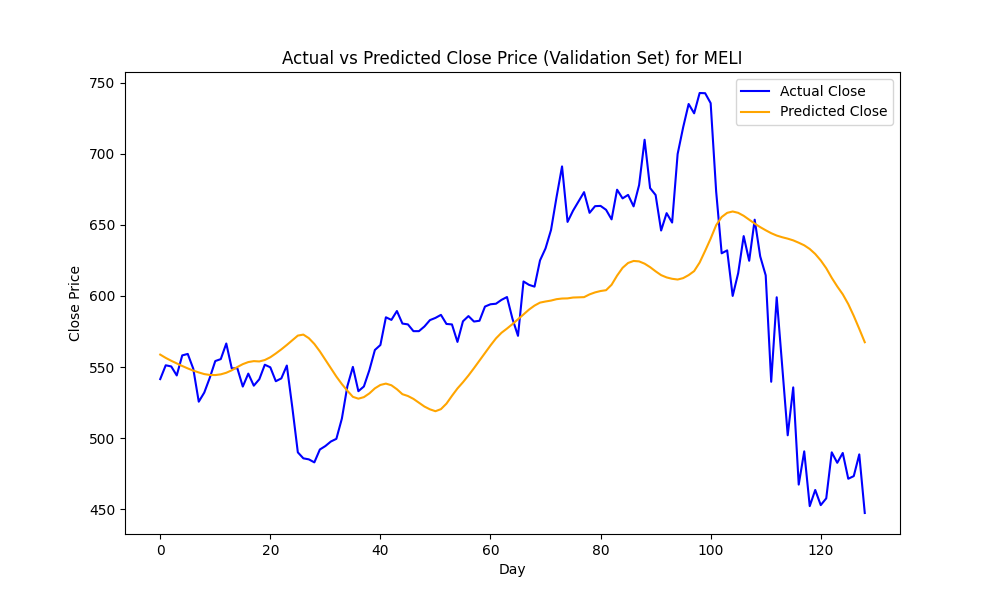 Actual vs Predicted Close Price (Validation Set) for MELI
Actual Close
Predicted Close
Close Price
750
700
650
600
550
500
450
0 20 40 60 80 100 120
Day